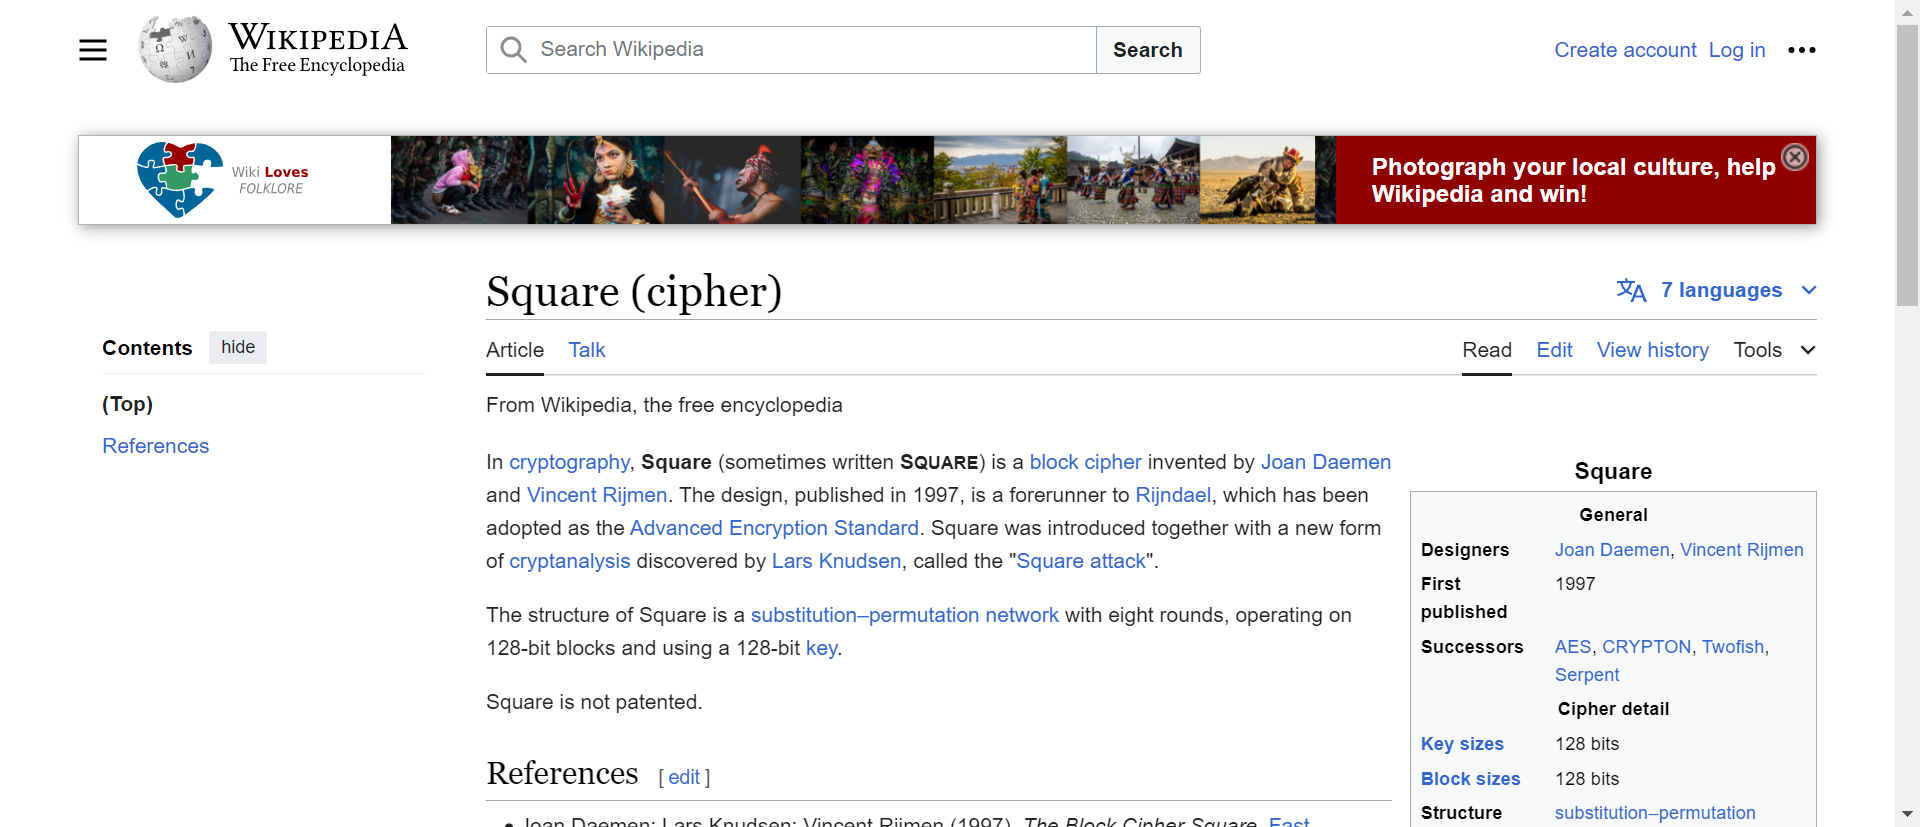 WIKIPEDIA
The Free Encyclopedia
Search Wikipedia
Search
Create account
Log in
Wiki Loves
FOLKLORE
Photograph your local culture, help
Wikipedia and win!
Square (cipher)
7 languages
Contents
hide
(Top)
References
Article
Talk
Read
Edit
View history
Tools
From Wikipedia, the free encyclopedia
In cryptography, Square (sometimes written SQUARE) is a block cipher invented by Joan Daemen
and Vincent Rijmen. The design, published in 1997, is a forerunner to Rijndael, which has been
adopted as the Advanced Encryption Standard. Square was introduced together with a new form
of cryptanalysis discovered by Lars Knudsen, called the "Square attack".
The structure of Square is a substitution–permutation network with eight rounds, operating on
128-bit blocks and using a 128-bit key.
Square is not patented.
References [ edit ]
• Joan Daemen; Lars Knudsen; Vincent Rijmen (1997). The Block Cipher Square. East
Square
General
Designers Joan Daemen, Vincent Rijmen
First 1997
published
Successors AES, CRYPTON, Twofish,
Serpent
Cipher detail
Key sizes 128 bits
Block sizes 128 bits
Structure substitution–permutation